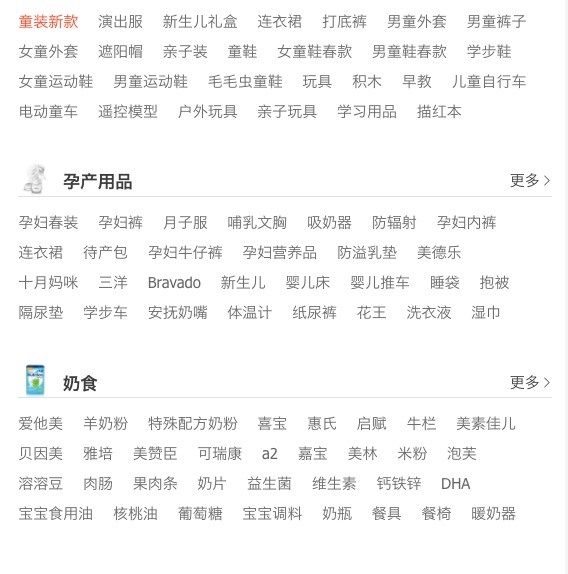 童装新款 演出服 新生儿礼盒 连衣裙 打底裤 男童外套 男童裤子
女童外套 遮阳帽 亲子装 童鞋 女童鞋春款 男童鞋春款 学步鞋
女童运动鞋 男童运动鞋 毛毛虫童鞋 玩具 积木 早教 儿童自行车
电动童车 遥控模型 户外玩具 亲子玩具 学习用品 描红本
孕产用品 更多
孕妇春装 孕妇裤 月子服 哺乳文胸 吸奶器 防辐射 孕妇内裤
连衣裙 待产包 孕妇牛仔裤 孕妇营养品 防溢乳垫 美德乐
十月妈咪 三洋 Bravado 新生儿 婴儿床 婴儿推车 睡袋 抱被
隔尿垫 学步车 安抚奶嘴 体温计 纸尿裤 花王 洗衣液 湿巾
奶食 更多
爱他美 羊奶粉 特殊配方奶粉 喜宝 惠氏 启赋 牛栏 美素佳儿
贝因美 雅培 美赞臣 可瑞康 a2 嘉宝 美林 米粉 泡芙
溶溶豆 肉肠 果肉条 奶片 益生菌 维生素 钙铁锌 DHA
宝宝食用油 核桃油 葡萄糖 宝宝调料 奶瓶 餐具 餐椅 暖奶器